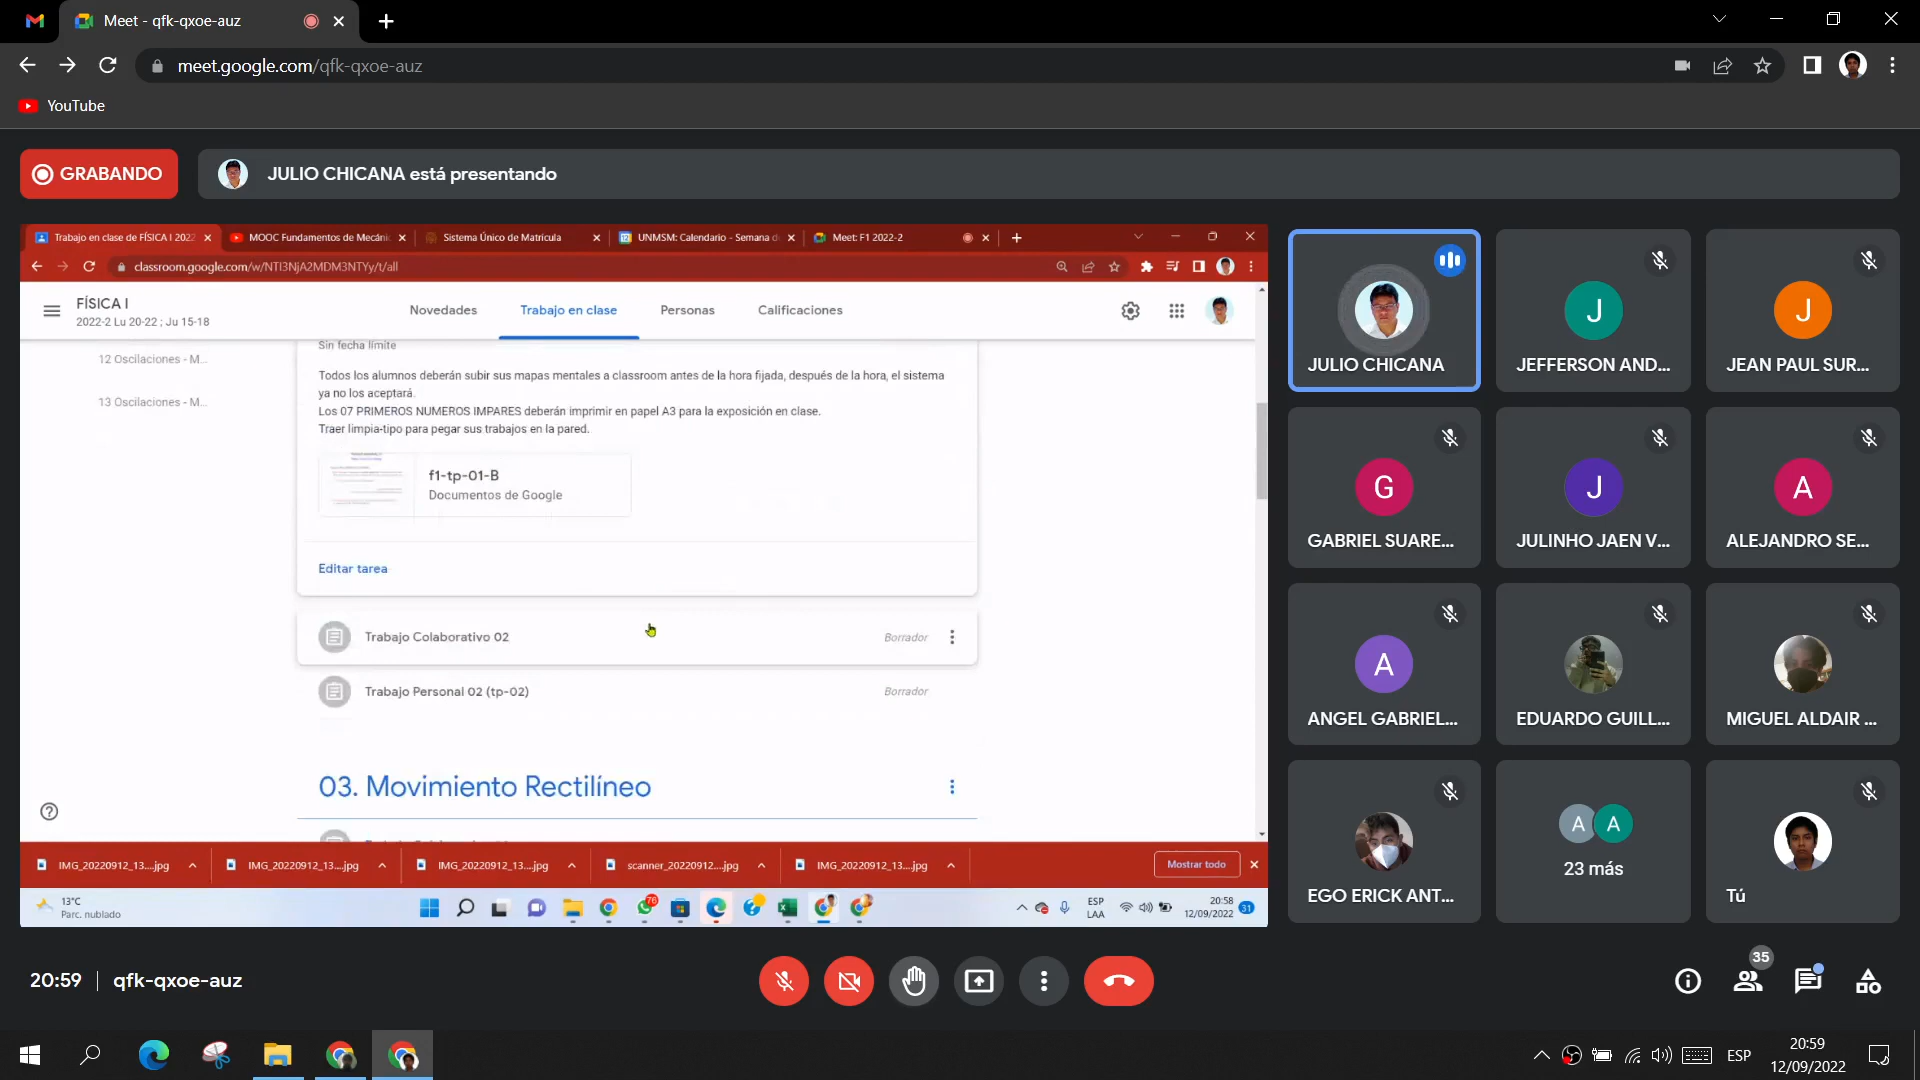 Meet - qfk-qxoe-auz
meet.google.com/qfk-qxoe-auz
YouTube
GRABANDO
JULIO CHICANA está presentando
Trabajo en clase de FÍSICA I 2022
MOOC Fundamentos de Mecánic
Sistema Único de Matrícula
UNMSM: Calendario - Semana d
Meet: F1 2022-2
classroom.google.com/w/NTI3NjA2MDM3NTYy/t/all
FÍSICA I
2022-2 Lu 20-22 ; Ju 15-18
Novedades
Trabajo en clase
Personas
Calificaciones
12 Oscilaciones - M...
13 Oscilaciones - M...
Sin fecha límite
Todos los alumnos deberán subir sus mapas mentales a classroom antes de la hora fijada, después de la hora, el sistema
ya no los aceptará.
Los 07 PRIMEROS NUMEROS IMPARES deberán imprimir en papel A3 para la exposición en clase.
Traer limpia-tipo para pegar sus trabajos en la pared.
f1-tp-01-B
Documentos de Google
Editar tarea
Trabajo Colaborativo 02
Borrador
Trabajo Personal 02 (tp-02)
Borrador
03. Movimiento Rectilíneo
IMG_20220912_13....jpg
IMG_20220912_13....jpg
IMG_20220912_13....jpg
scanner_20220912....jpg
IMG_20220912_13....jpg
Mostrar todo
13°C
Parc. nublado
76
ESP
LAA
20:58
12/09/2022
31
JULIO CHICANA
J
JEFFERSON AND...
J
JEAN PAUL SUR...
G
GABRIEL SUARE...
J
JULINHO JAEN V...
A
ALEJANDRO SE...
A
ANGEL GABRIEL...
EDUARDO GUILL...
MIGUEL ALDAIR ...
EGO ERICK ANT...
A A
23 más
Tú
20:59 | qfk-qxoe-auz
35
ESP
20:59
12/09/2022